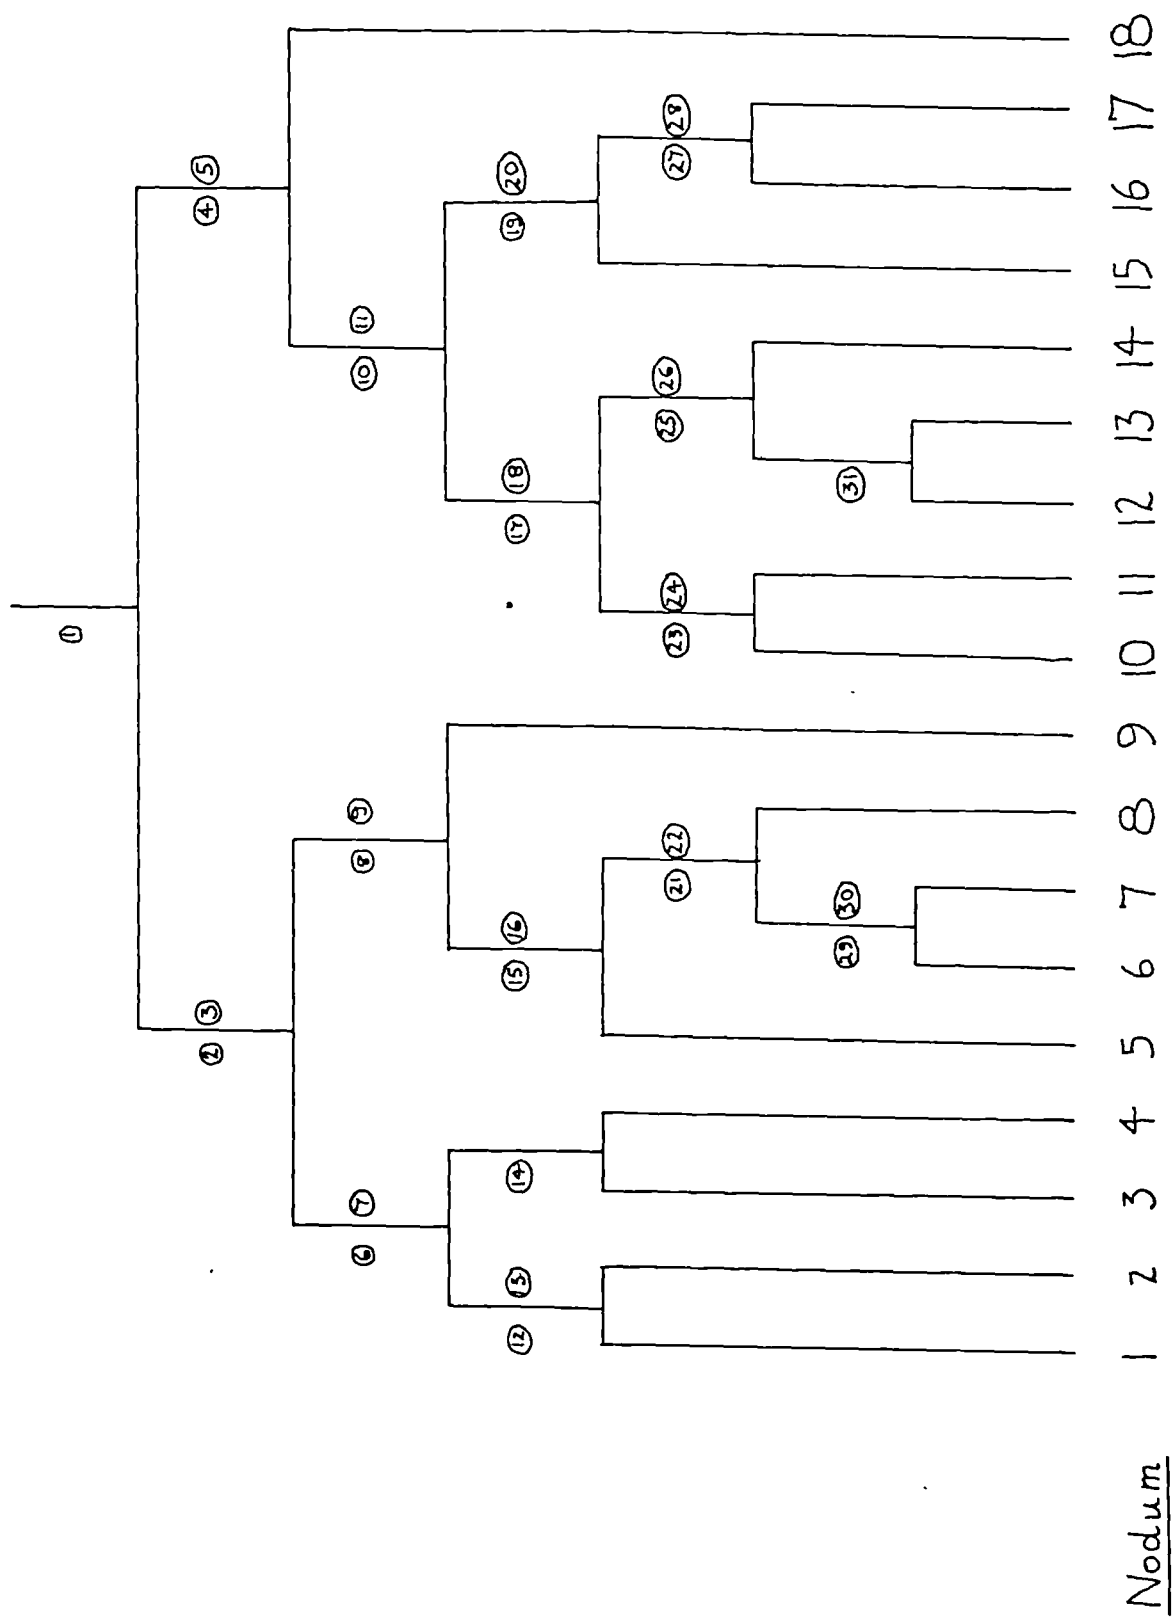 ①
② ③ ④ ⑤
⑥ ⑦ ⑧ ⑨ ⑩ ⑪
⑫ ⑬ ⑭ ⑮ ⑯ ⑰ ⑱ ⑲ ⑳
㉑ ㉒ ㉓ ㉔ ㉕ ㉖ ㉗ ㉘
㉙ ㉚ ㉛
Nodum 1 2 3 4 5 6 7 8 9 10 11 12 13 14 15 16 17 18